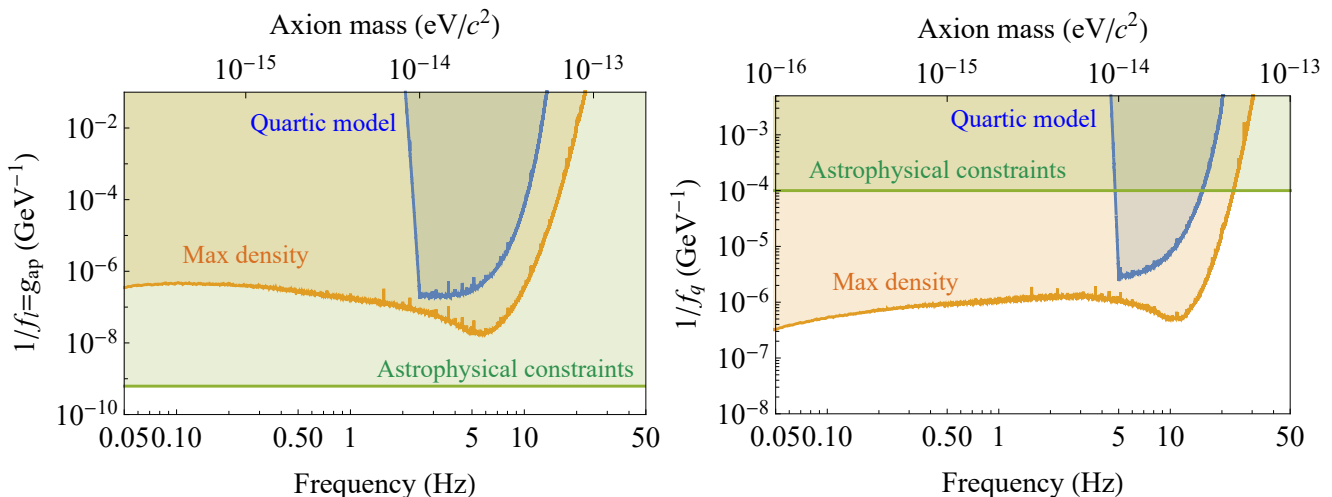 Axion mass (eV/c²)
10⁻¹⁵ 10⁻¹⁴ 10⁻¹³
Quartic model
Max density
Astrophysical constraints
1/f_l=g_ap (GeV⁻¹)
10⁻²
10⁻⁴
10⁻⁶
10⁻⁸
10⁻¹⁰
0.05 0.10 0.50 1 5 10 50
Frequency (Hz)
Axion mass (eV/c²)
10⁻¹⁶ 10⁻¹⁵ 10⁻¹⁴ 10⁻¹³
Quartic model
Astrophysical constraints
Max density
1/f_q (GeV⁻¹)
10⁻³
10⁻⁴
10⁻⁵
10⁻⁶
10⁻⁷
10⁻⁸
0.05 0.10 0.50 1 5 10 50
Frequency (Hz)